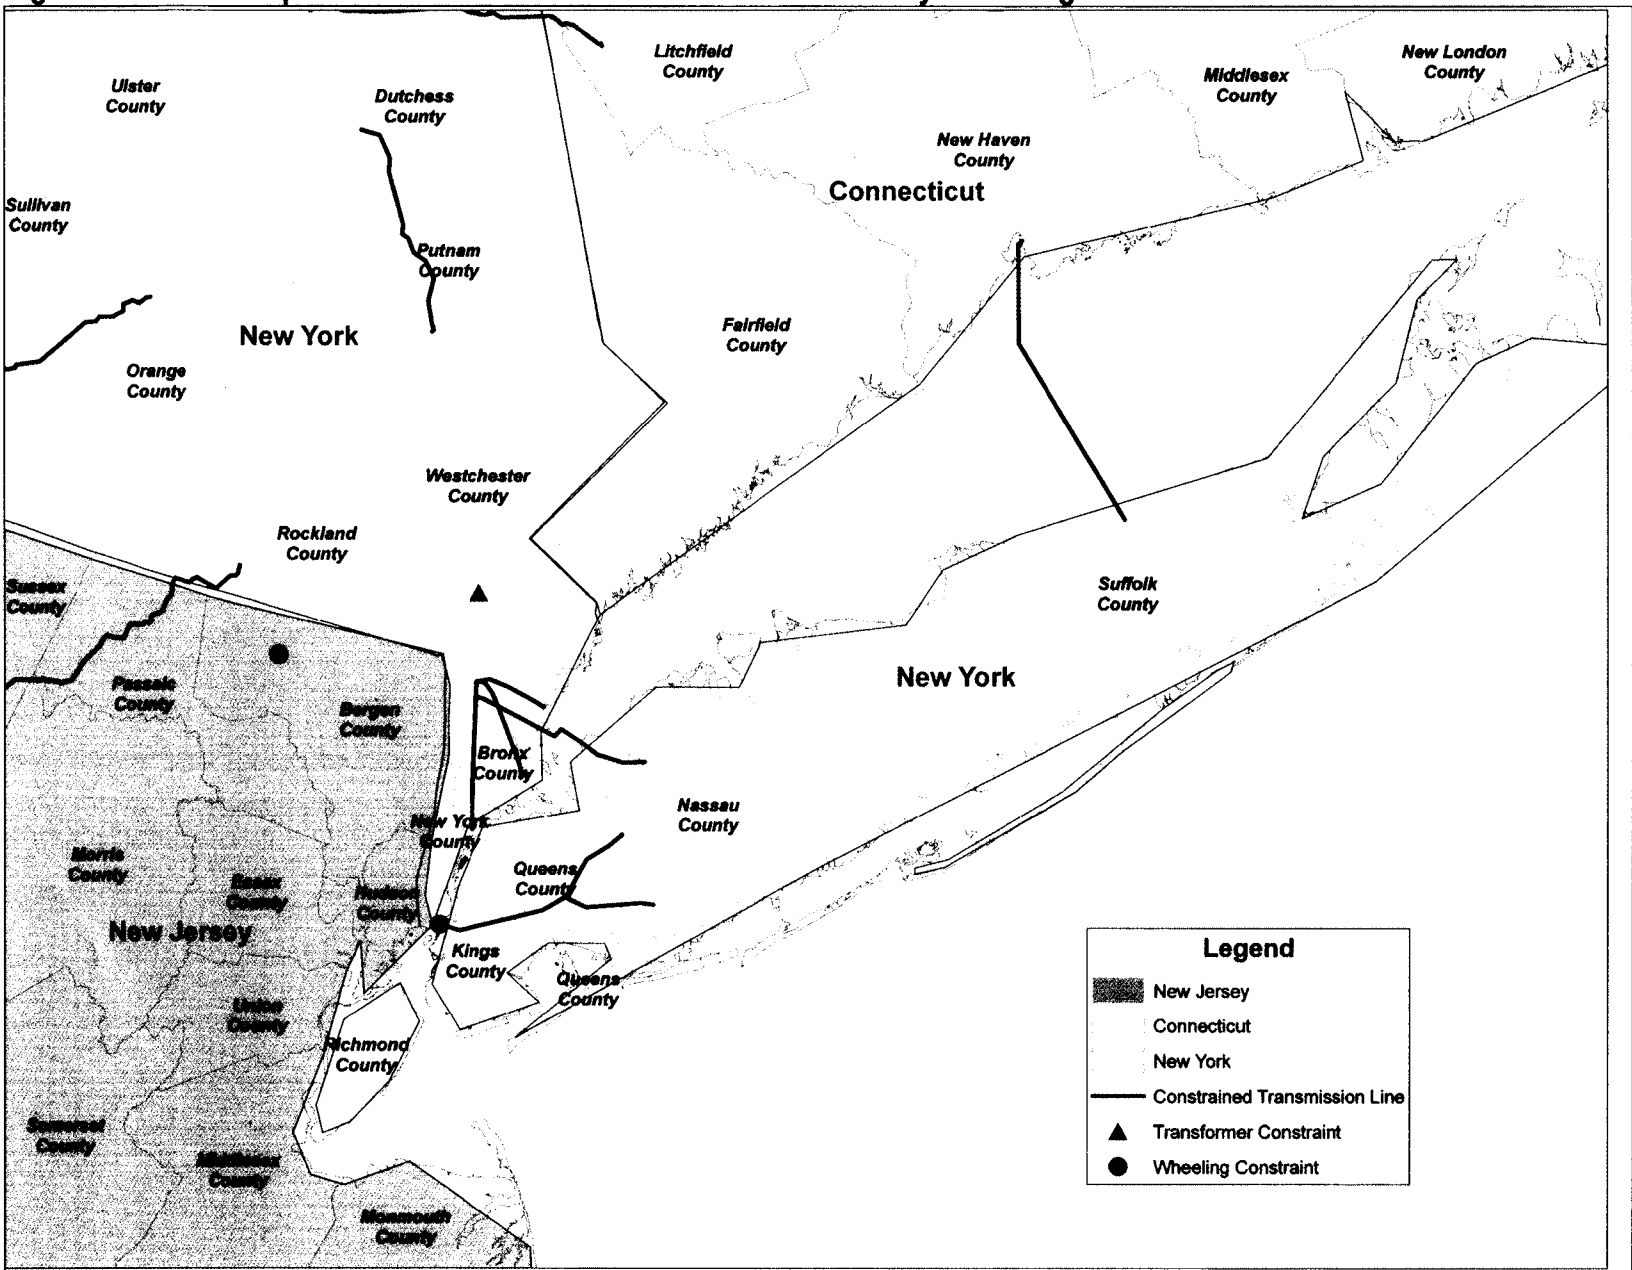 Litchfield
County
New London
County
Middlesex
County
Ulster
County
Dutchess
County
New Haven
County
Connecticut
Sullivan
County
Putnam
County
New York
Fairfield
County
Orange
County
Westchester
County
Rockland
County
Sussex
County
Suffolk
County
New York
Passaic
County
Bergen
County
Bronx
County
Nassau
County
New York
County
Morris
County
Essex
County
Hudson
County
Queens
County
New Jersey
Kings
County
Queens
County
Union
County
Richmond
County
Somerset
County
Middlesex
County
Monmouth
County
Legend
New Jersey
Connecticut
New York
Constrained Transmission Line
Transformer Constraint
Wheeling Constraint